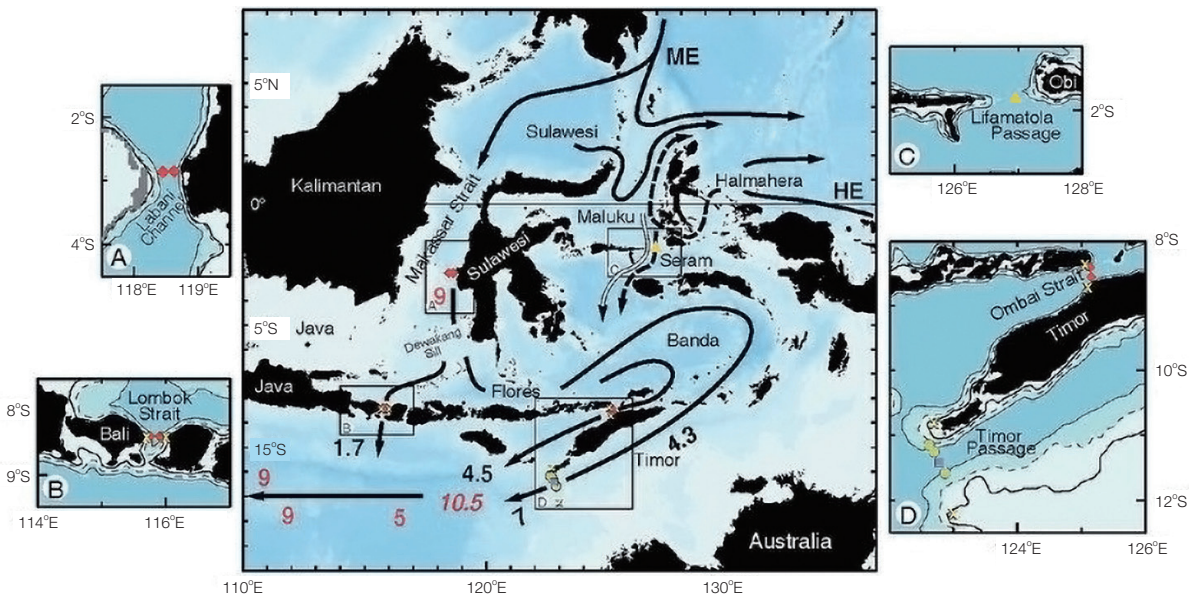 ME
5°N
Sulawesi
Kalimantan
Halmahera
HE
0°
Makassar Strait
Maluku
Sulawesi
Seram
C
9
A
5°S
Java
Dewakang
Sill
Banda
Java
Flores
B
1.7
15°S
4.5
4.3
Timor
9
10.5
9
5
D
Australia
110°E
120°E
130°E
2°S
4°S
Labani
Channel
A
118°E
119°E
8°S
9°S
Lombok
Strait
Bali
B
114°E
116°E
Obi
Lifamatola
Passage
C
2°S
126°E
128°E
8°S
Ombai Strait
Timor
10°S
Timor
Passage
D
12°S
124°E
126°E